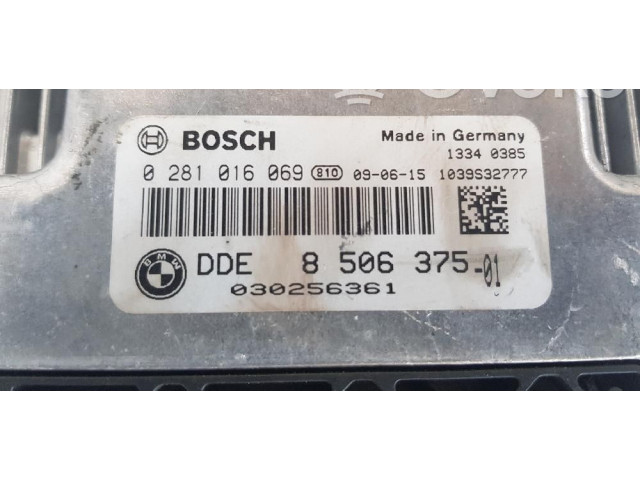 BOSCH
Made in Germany
1334 0385
0 281 016 069 810 09-06-15 1039S32777
BMW
DDE 8 506 375-01
030256361